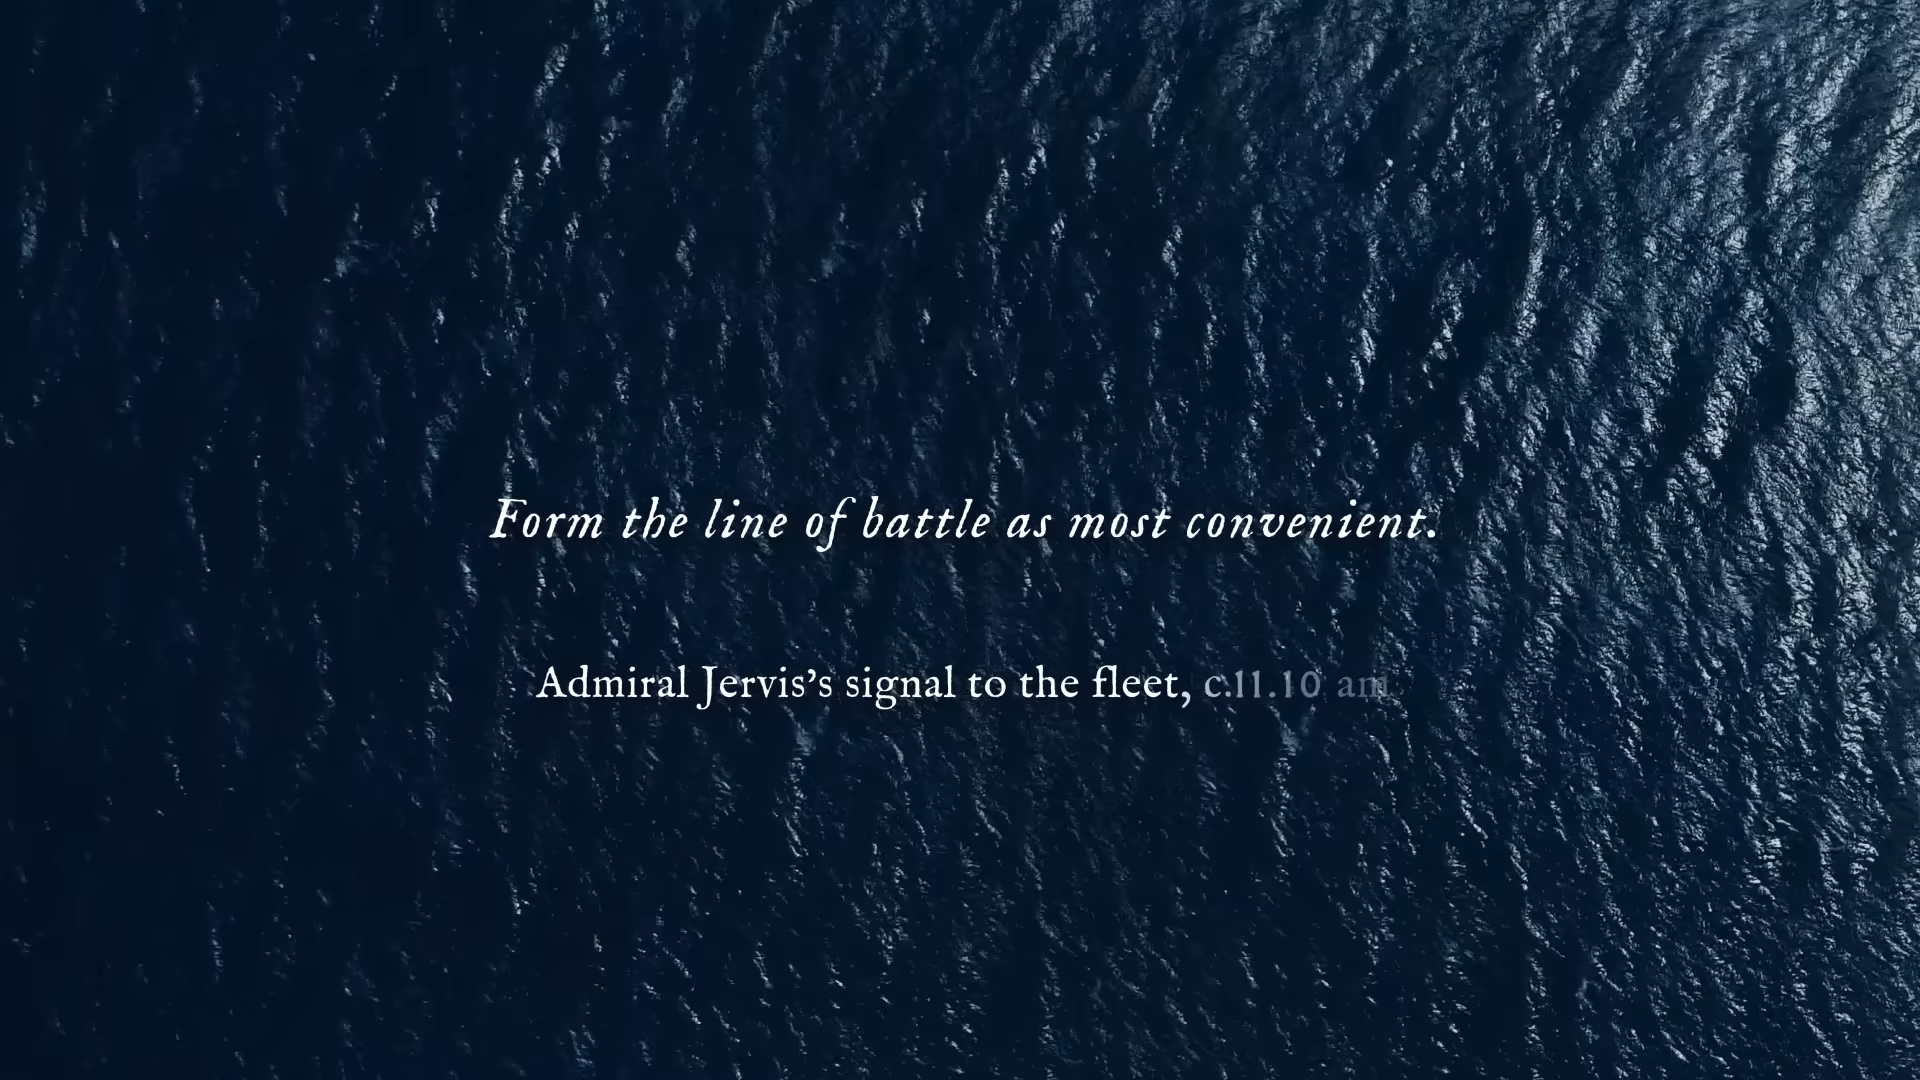 Form the line of battle as most convenient.
Admiral Jervis’s signal to the fleet, c.11.10 am